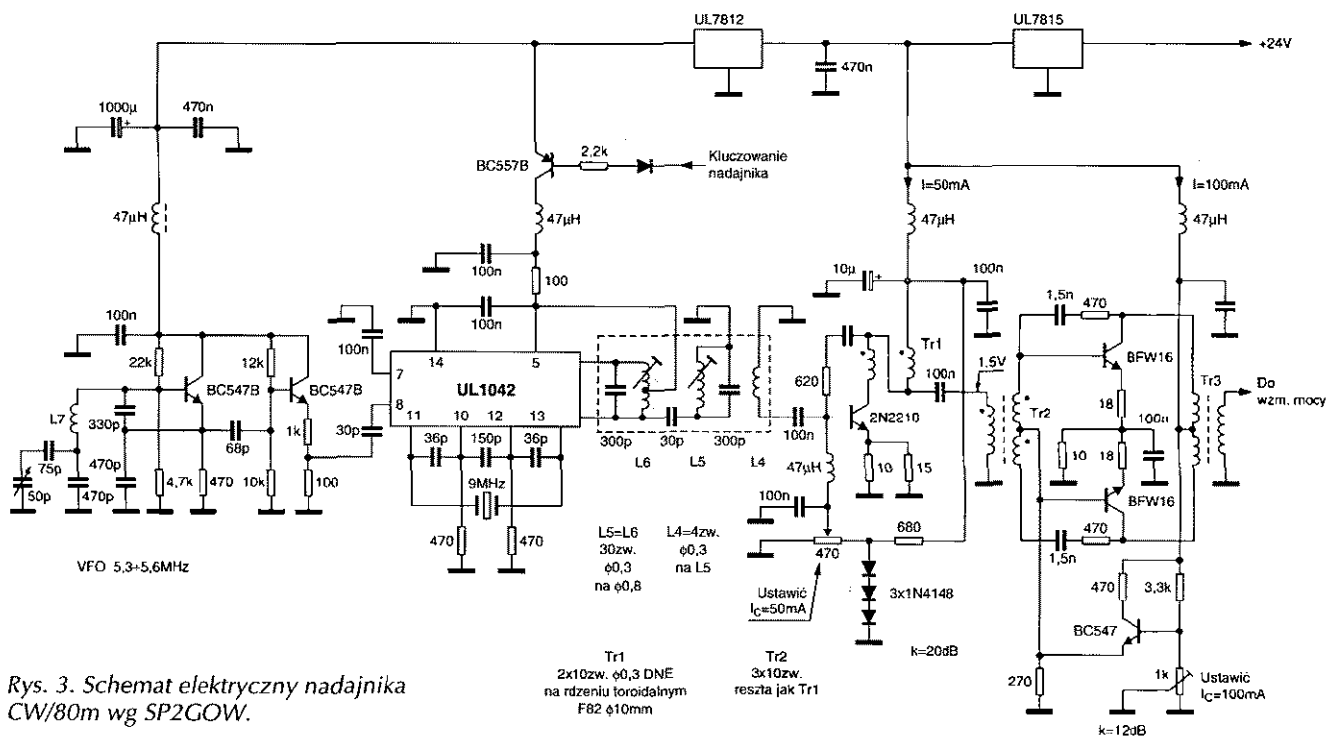 UL7812
UL7815
+24V
470n
1000µ
+
470n
BC557B
2,2k
Kluczowanie
nadajnika
I=50mA
I=100mA
47µH
47µH
47µH
47µH
100n
100
10µ
+
100n
100n
100n
100n
22k
12k
BC547B
BC547B
14
5
7
8
UL1042
11
10
12
13
L7
330p
68p
1k
30p
36p
150p
36p
9MHz
75p
50p
470p
470p
4,7k
470
10k
100
470
470
300p
30p
300p
L6
L5
L4
100n
620
Tr1
100n
1,6V
2N2210
47µH
10
15
100n
470
680
Ustawić
IC=50mA
3x1N4148
k=20dB
1,5n
470
BFW16
18
Tr2
10
18
100n
BFW16
Tr3
Do
wzm. mocy
1,5n
470
470
3,3k
BC547
270
1k
Ustawić
IC=100mA
k=12dB
VFO 5,3÷5,6MHz
L5=L6
30zw.
ϕ0,3
na ϕ0,8
L4=4zw.
ϕ0,3
na L5
Tr1
2x10zw. ϕ0,3 DNE
na rdzeniu toroidalnym
F82 ϕ10mm
Tr2
3x10zw.
reszta jak Tr1
Rys. 3. Schemat elektryczny nadajnika
CW/80m wg SP2GOW.